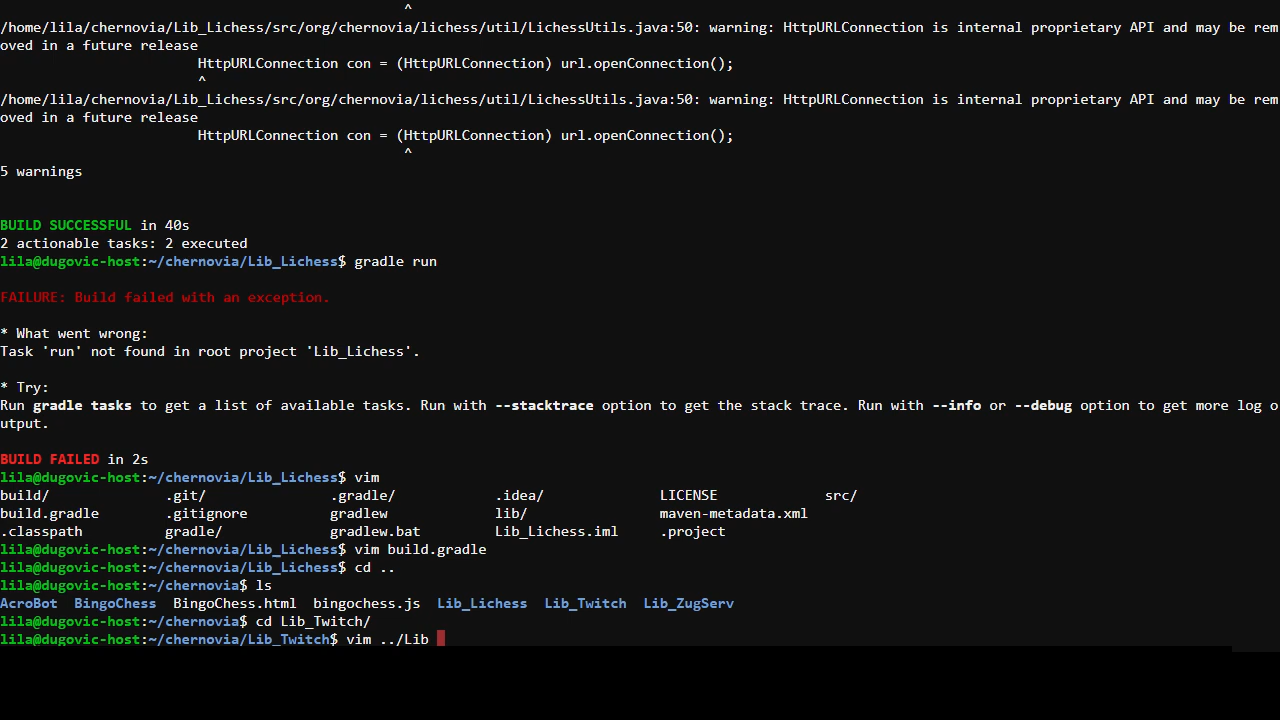 ^
/home/lila/chernovia/Lib_Lichess/src/org/chernovia/lichess/util/LichessUtils.java:50: warning: HttpURLConnection is internal proprietary API and may be rem
oved in a future release
HttpURLConnection con = (HttpURLConnection) url.openConnection();
^
/home/lila/chernovia/Lib_Lichess/src/org/chernovia/lichess/util/LichessUtils.java:50: warning: HttpURLConnection is internal proprietary API and may be rem
oved in a future release
HttpURLConnection con = (HttpURLConnection) url.openConnection();
^
5 warnings
BUILD SUCCESSFUL in 40s
2 actionable tasks: 2 executed
lila@dugovic-host:~/chernovia/Lib_Lichess$ gradle run
FAILURE: Build failed with an exception.
* What went wrong:
Task 'run' not found in root project 'Lib_Lichess'.
* Try:
Run gradle tasks to get a list of available tasks. Run with --stacktrace option to get the stack trace. Run with --info or --debug option to get more log o
utput.
BUILD FAILED in 2s
lila@dugovic-host:~/chernovia/Lib_Lichess$ vim
build/ .git/ .gradle/ .idea/ LICENSE src/
build.gradle .gitignore gradlew lib/ maven-metadata.xml
.classpath gradle/ gradlew.bat Lib_Lichess.iml .project
lila@dugovic-host:~/chernovia/Lib_Lichess$ vim build.gradle
lila@dugovic-host:~/chernovia/Lib_Lichess$ cd ..
lila@dugovic-host:~/chernovia$ ls
AcroBot BingoChess BingoChess.html bingochess.js Lib_Lichess Lib_Twitch Lib_ZugServ
lila@dugovic-host:~/chernovia$ cd Lib_Twitch/
lila@dugovic-host:~/chernovia/Lib_Twitch$ vim ../Lib